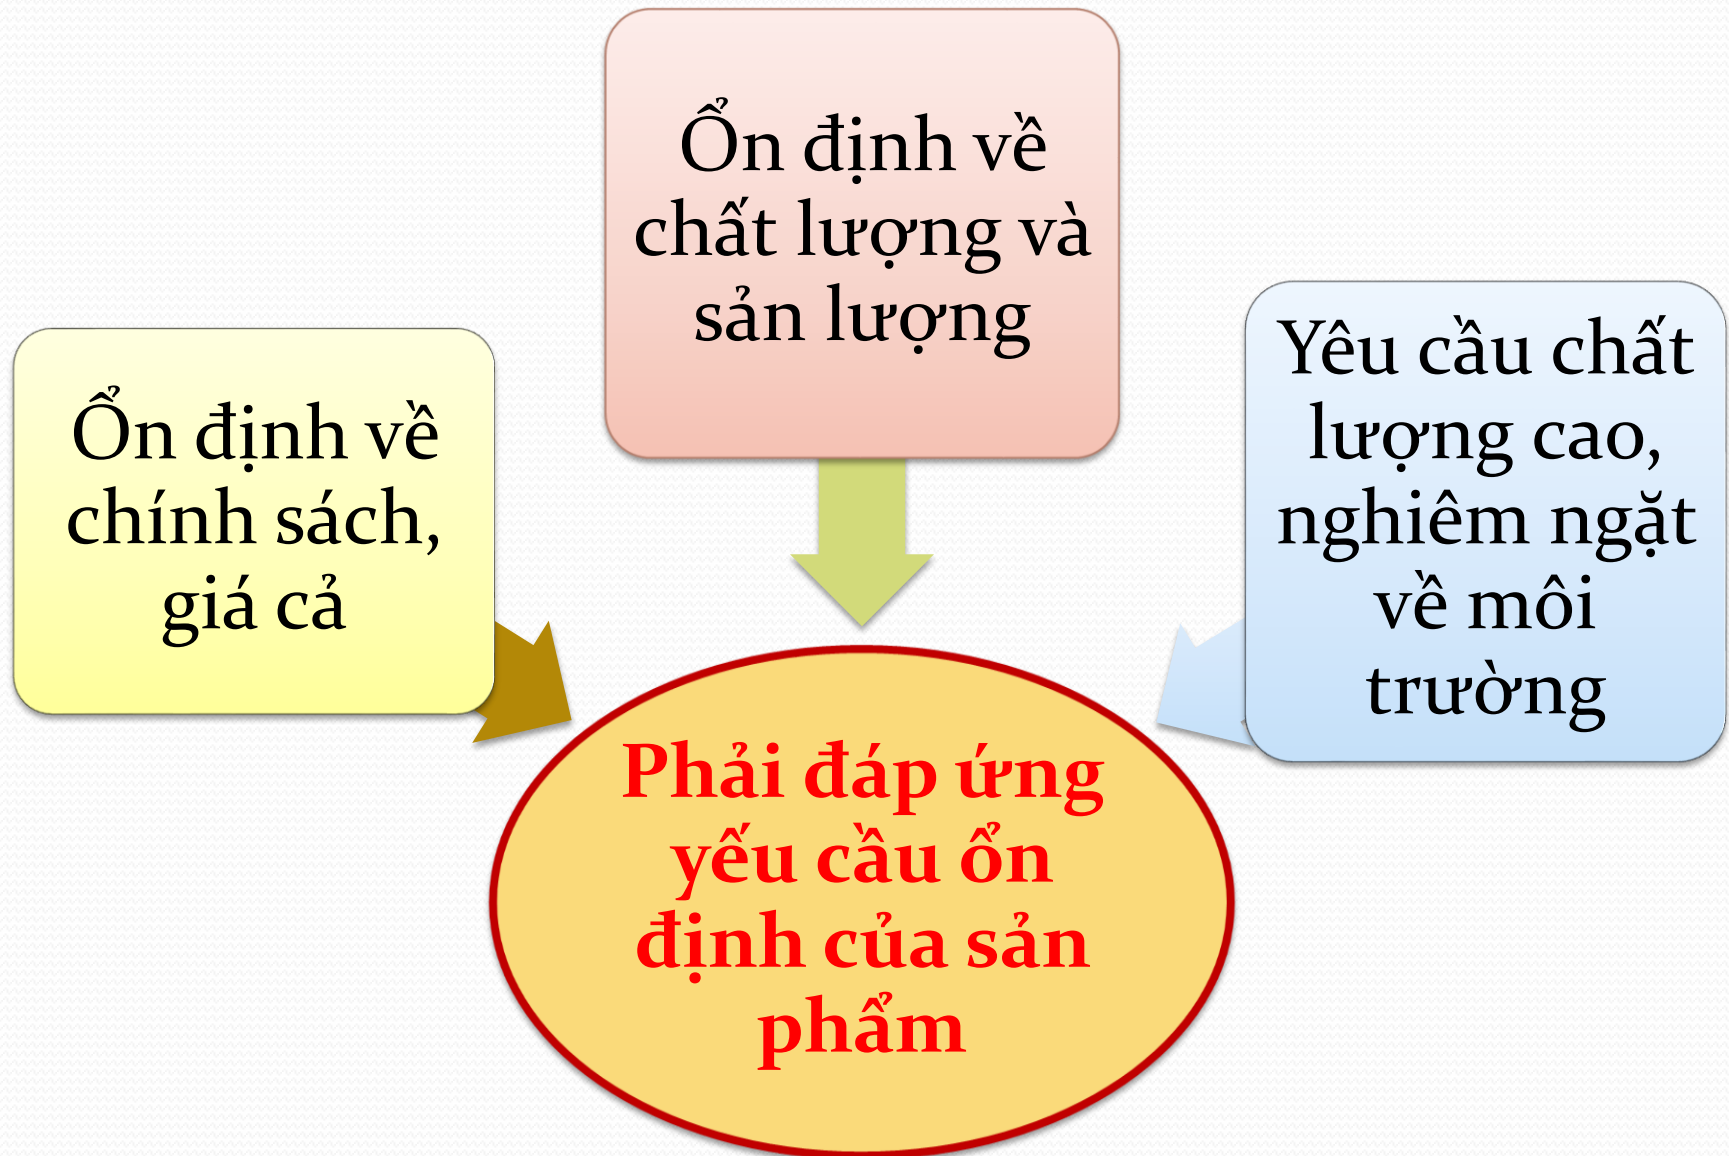 Ổn định về
chất lượng và
sản lượng
Ổn định về
chính sách,
giá cả
Yêu cầu chất
lượng cao,
nghiêm ngặt
về môi
trường
Phải đáp ứng
yếu cầu ổn
định của sản
phẩm